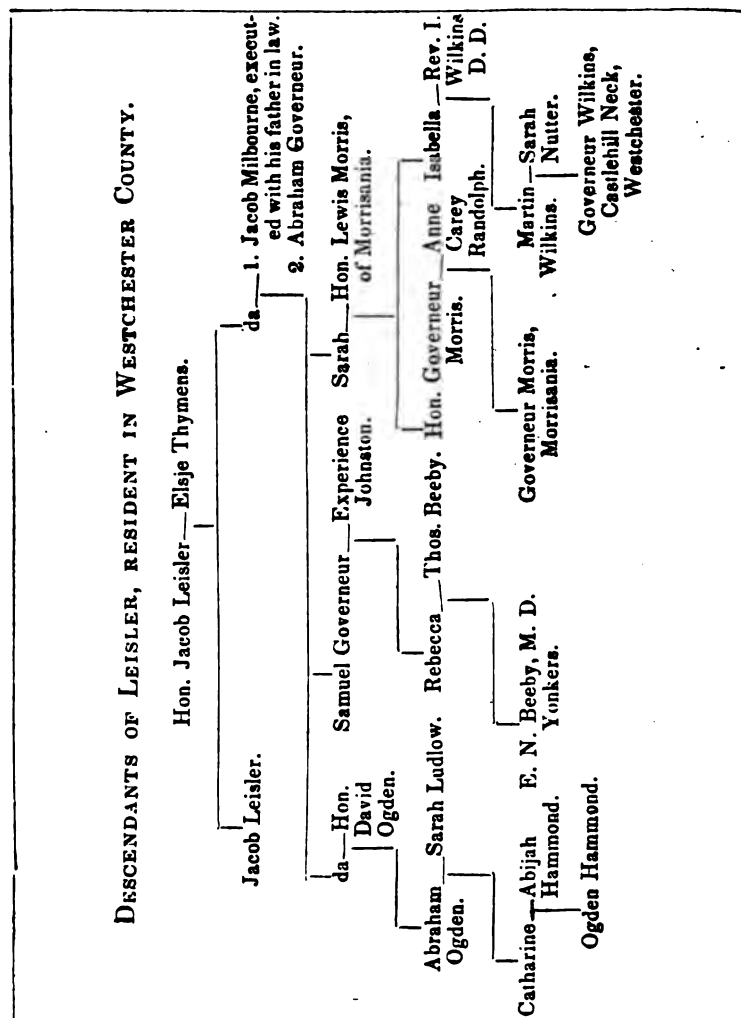 DESCENDANTS OF LEISLER, RESIDENT IN WESTCHESTER COUNTY.
Hon. Jacob Leisler—Elsje Thymens.
Jacob Leisler.
da—1. Jacob Milbourne, execut-
ed with his father in law.
2. Abraham Governeur.
da—Hon.
David
Ogden.
Samuel Governeur—Experience
Johnston.
Sarah—Hon. Lewis Morris,
of Morrisania.
Abraham—Sarah Ludlow.
Ogden.
Rebecca—Thos. Beeby.
Hon. Governeur—Anne
Morris.
Carey
Randolph.
Isabella—Rev. I.
Wilkins
D. D.
Catharine—Abijah
Hammond.
E. N. Beeby, M. D.
Yonkers.
Governeur Morris,
Morrisania.
Martin—Sarah
Wilkins.
Nutter.
Ogden Hammond.
Governeur Wilkins,
Castlehill Neck,
Westchester.